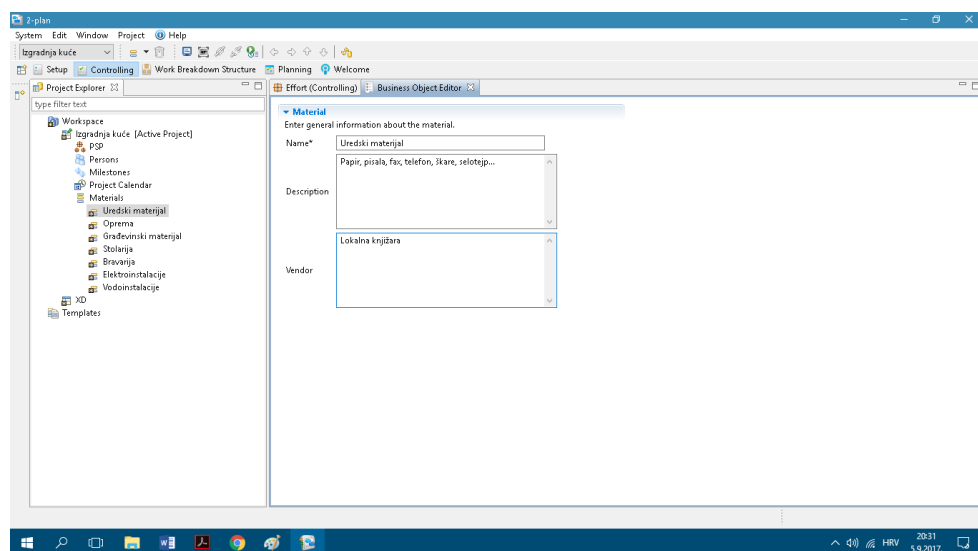 2-plan
System Edit Window Project Help
Izgradnja kuće
Setup Controlling Work Breakdown Structure Planning Welcome
Project Explorer
Effort (Controlling) Business Object Editor
type filter text
Workspace
Izgradnja kuće [Active Project]
PSP
Persons
Milestones
Project Calendar
Materials
Uredski materijal
Oprema
Građevinski materijal
Stolarija
Bravarija
Elektroinstalacije
Vodoinstalacije
XD
Templates
Material
Enter general information about the material.
Name* Uredski materijal
Description Papir, pisala, fax, telefon, škare, selotejp...
Vendor Lokalna knjižara
HRV
20:31
5.9.2017.